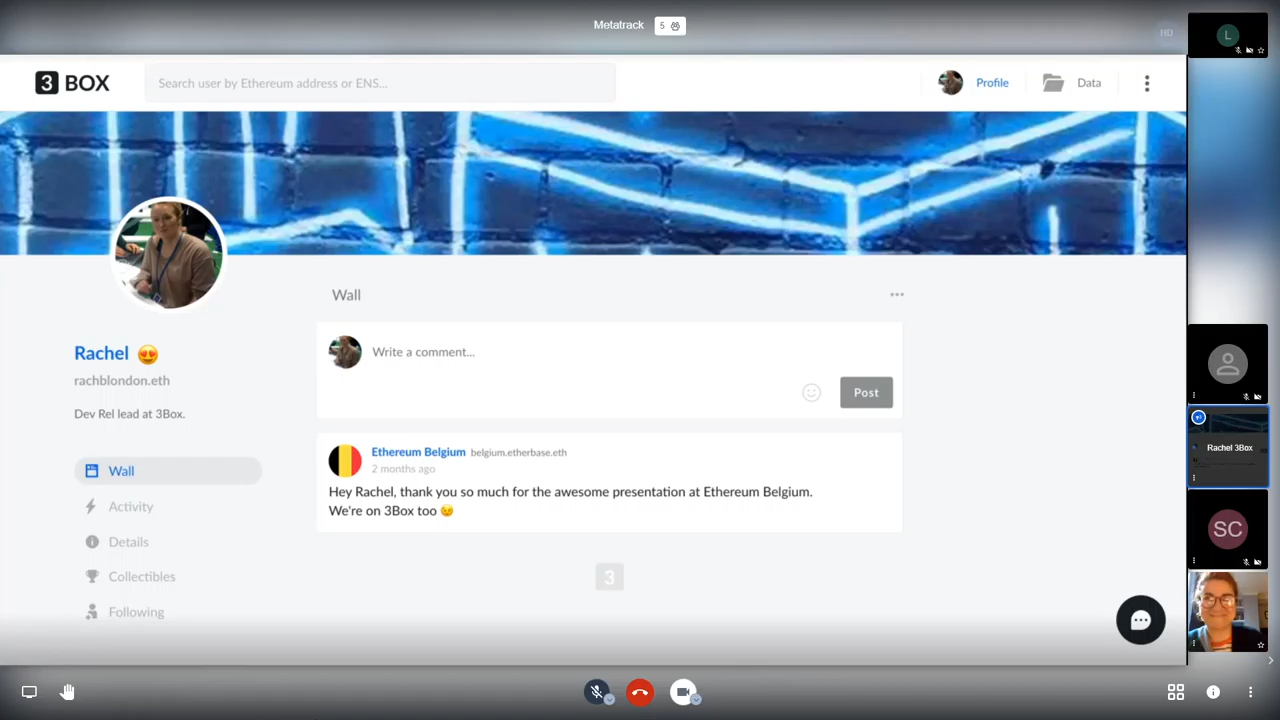 Metatrack 5
HD
L
3 BOX
Search user by Ethereum address or ENS...
Profile
Data
Rachel 😍
rachblondon.eth
Dev Rel lead at 3Box.
Wall
Activity
Details
Collectibles
Following
Wall
Write a comment...
Post
Ethereum Belgium belgium.etherbase.eth
2 months ago
Hey Rachel, thank you so much for the awesome presentation at Ethereum Belgium.
We're on 3Box too 😉
3
Rachel 3Box
SC